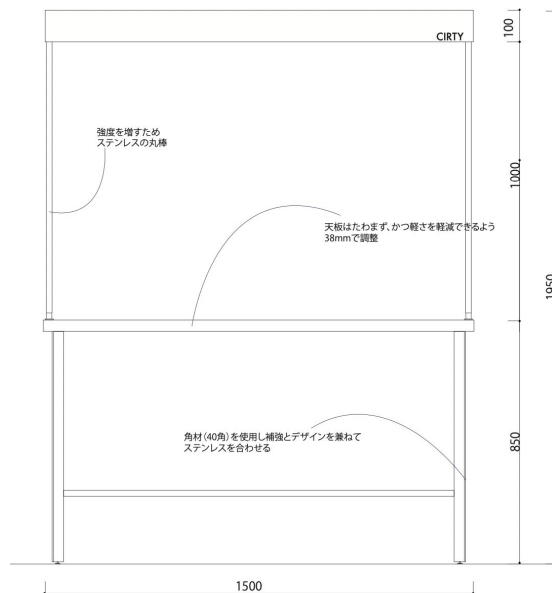 CIRTY
100
強度を増すため
ステンレスの丸棒
1000
天板はたわまず、かつ軽さを軽減できるよう
38mmで調整
1950
角材（40角）を使用し補強とデザインを兼ねて
ステンレスを合わせる
850
1500